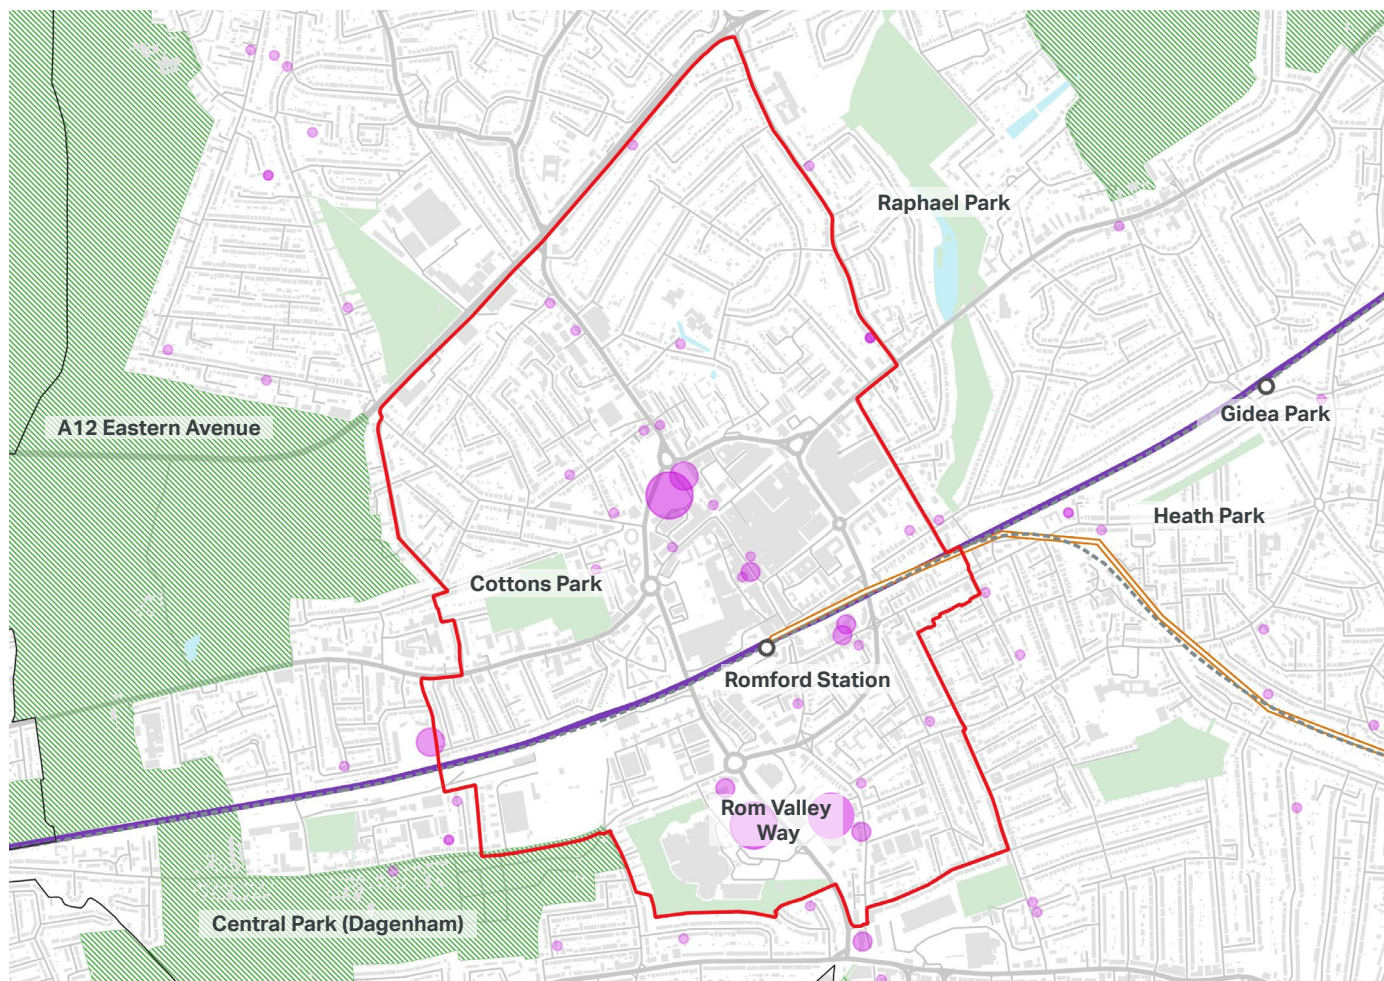 Raphael Park
Gidea Park
A12 Eastern Avenue
Heath Park
Cottons Park
Romford Station
Rom Valley
Way
Central Park (Dagenham)